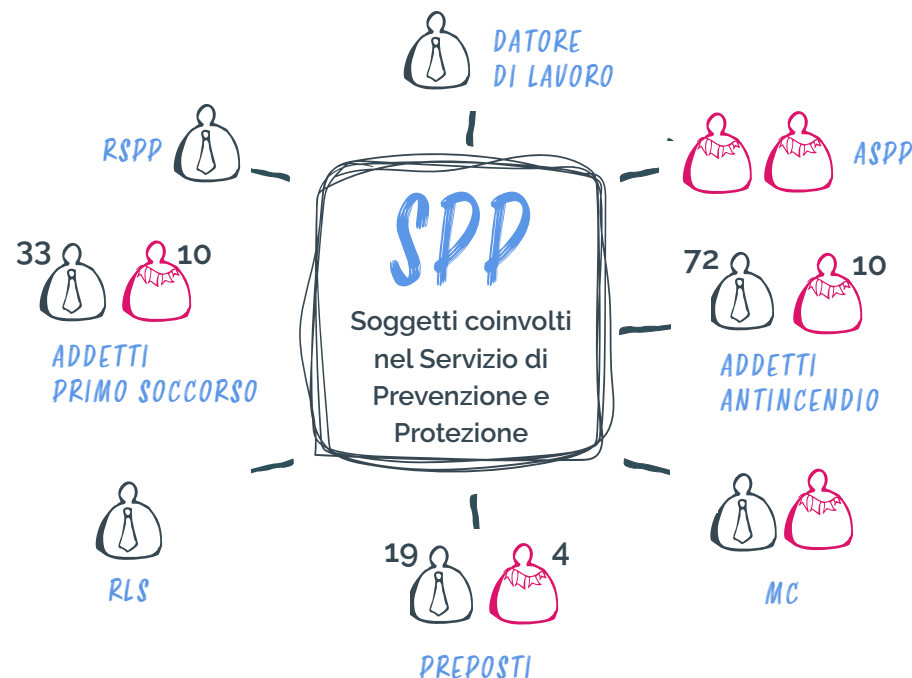 DATORE
DI LAVORO
RSPP
ASPP
SPP
Soggetti coinvolti
nel Servizio di
Prevenzione e
Protezione
33
10
ADDETTI
PRIMO SOCCORSO
72
10
ADDETTI
ANTINCENDIO
RLS
19
4
PREPOSTI
MC